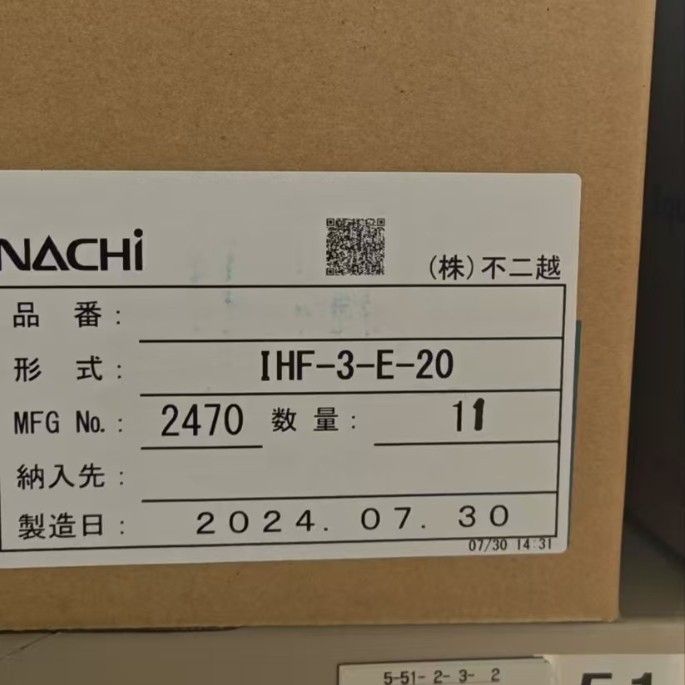 NACHi
(株)不二越
品 番:
形 式: IHF-3-E-20
MFG No.: 2470 数 量: 11
納入先:
製造日: 2024. 07. 30
07/30 14:31
5-51- 2- 3- 2